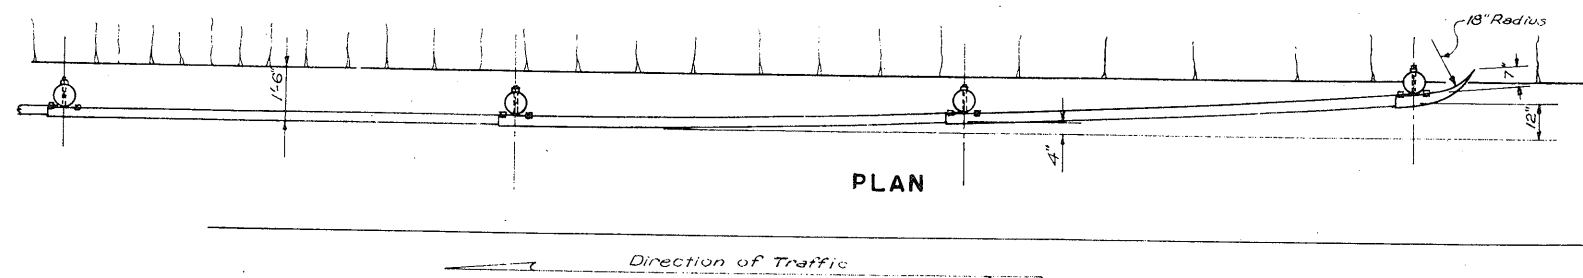 18" Radius
1'-6"
7"
12"
4"
PLAN
Direction of Traffic